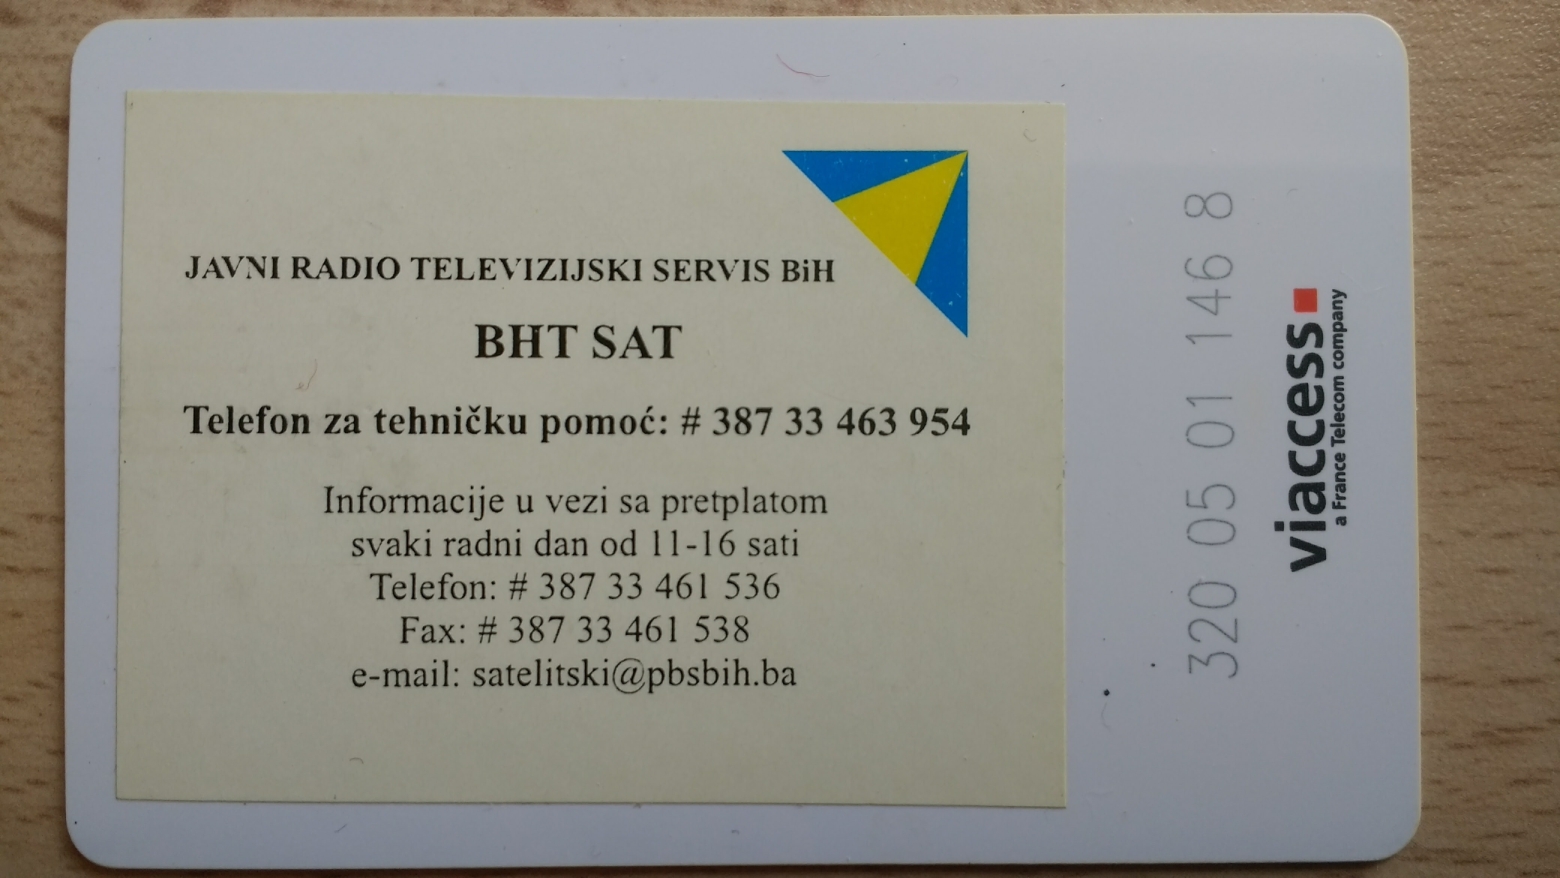 JAVNI RADIO TELEVIZIJSKI SERVIS BiH
BHT SAT
Telefon za tehničku pomoć: # 387 33 463 954
Informacije u vezi sa pretplatom
svaki radni dan od 11-16 sati
Telefon: # 387 33 461 536
Fax: # 387 33 461 538
e-mail: satelitski@pbsbih.ba
320 05 01 146 8
viaccess
a France Telecom company